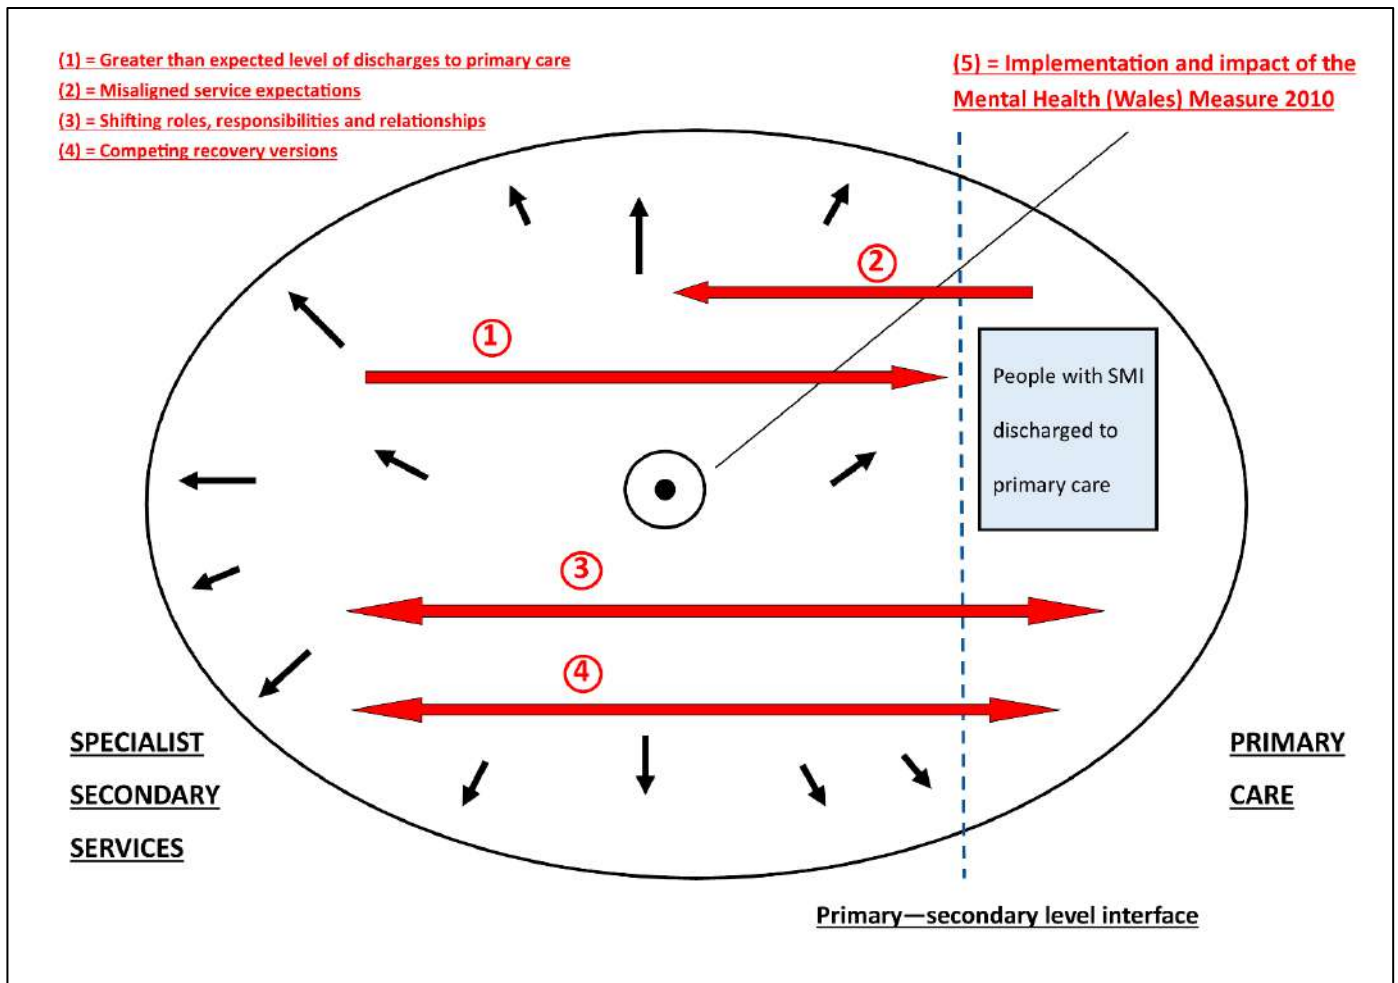 (1) = Greater than expected level of discharges to primary care
(2) = Misaligned service expectations
(3) = Shifting roles, responsibilities and relationships
(4) = Competing recovery versions
(5) = Implementation and impact of the
Mental Health (Wales) Measure 2010
2
1
People with SMI
discharged to
primary care
3
4
SPECIALIST
SECONDARY
SERVICES
PRIMARY
CARE
Primary—secondary level interface